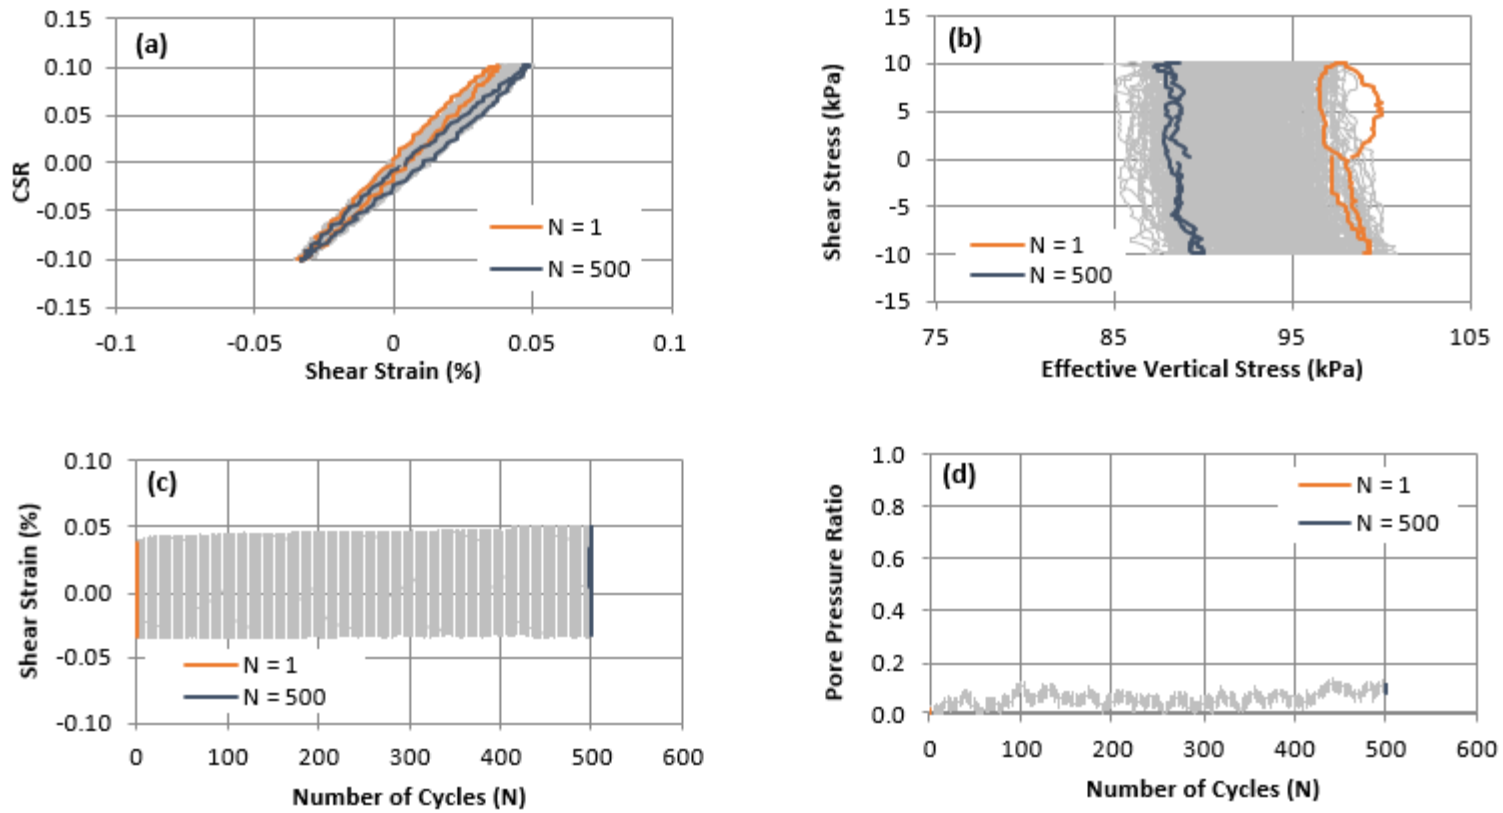 (a)
0.15
0.10
0.05
0.00
-0.05
-0.10
-0.15
CSR
N = 1
N = 500
-0.1
-0.05
0
0.05
0.1
Shear Strain (%)
(b)
15
10
5
0
-5
-10
-15
Shear Stress (kPa)
N = 1
N = 500
75
85
95
105
Effective Vertical Stress (kPa)
(c)
0.10
0.05
0.00
-0.05
-0.10
Shear Strain (%)
N = 1
N = 500
0
100
200
300
400
500
600
Number of Cycles (N)
(d)
1.0
0.8
0.6
0.4
0.2
0.0
Pore Pressure Ratio
N = 1
N = 500
0
100
200
300
400
500
600
Number of Cycles (N)